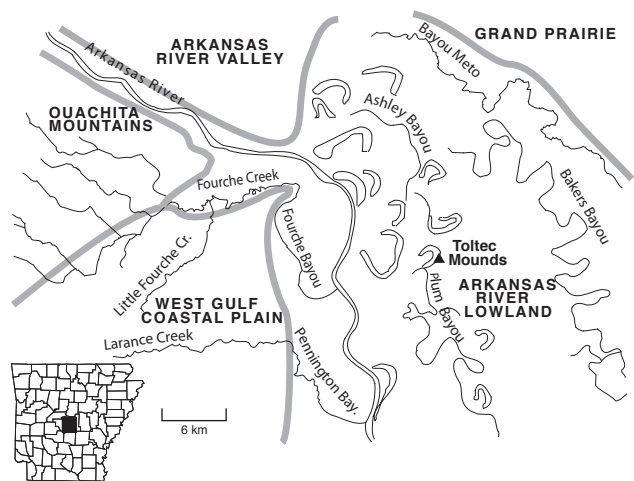 GRAND PRAIRIE
ARKANSAS
RIVER VALLEY
Bayou Meto
Arkansas River
OUACHITA
MOUNTAINS
Ashley Bayou
Fourche Creek
Bakers Bayou
Fourche Bayou
Little Fourche Cr.
Toltec
Mounds
Plum Bayou
ARKANSAS
RIVER
LOWLAND
WEST GULF
COASTAL PLAIN
Larance Creek
Pennington Bay.
6 km